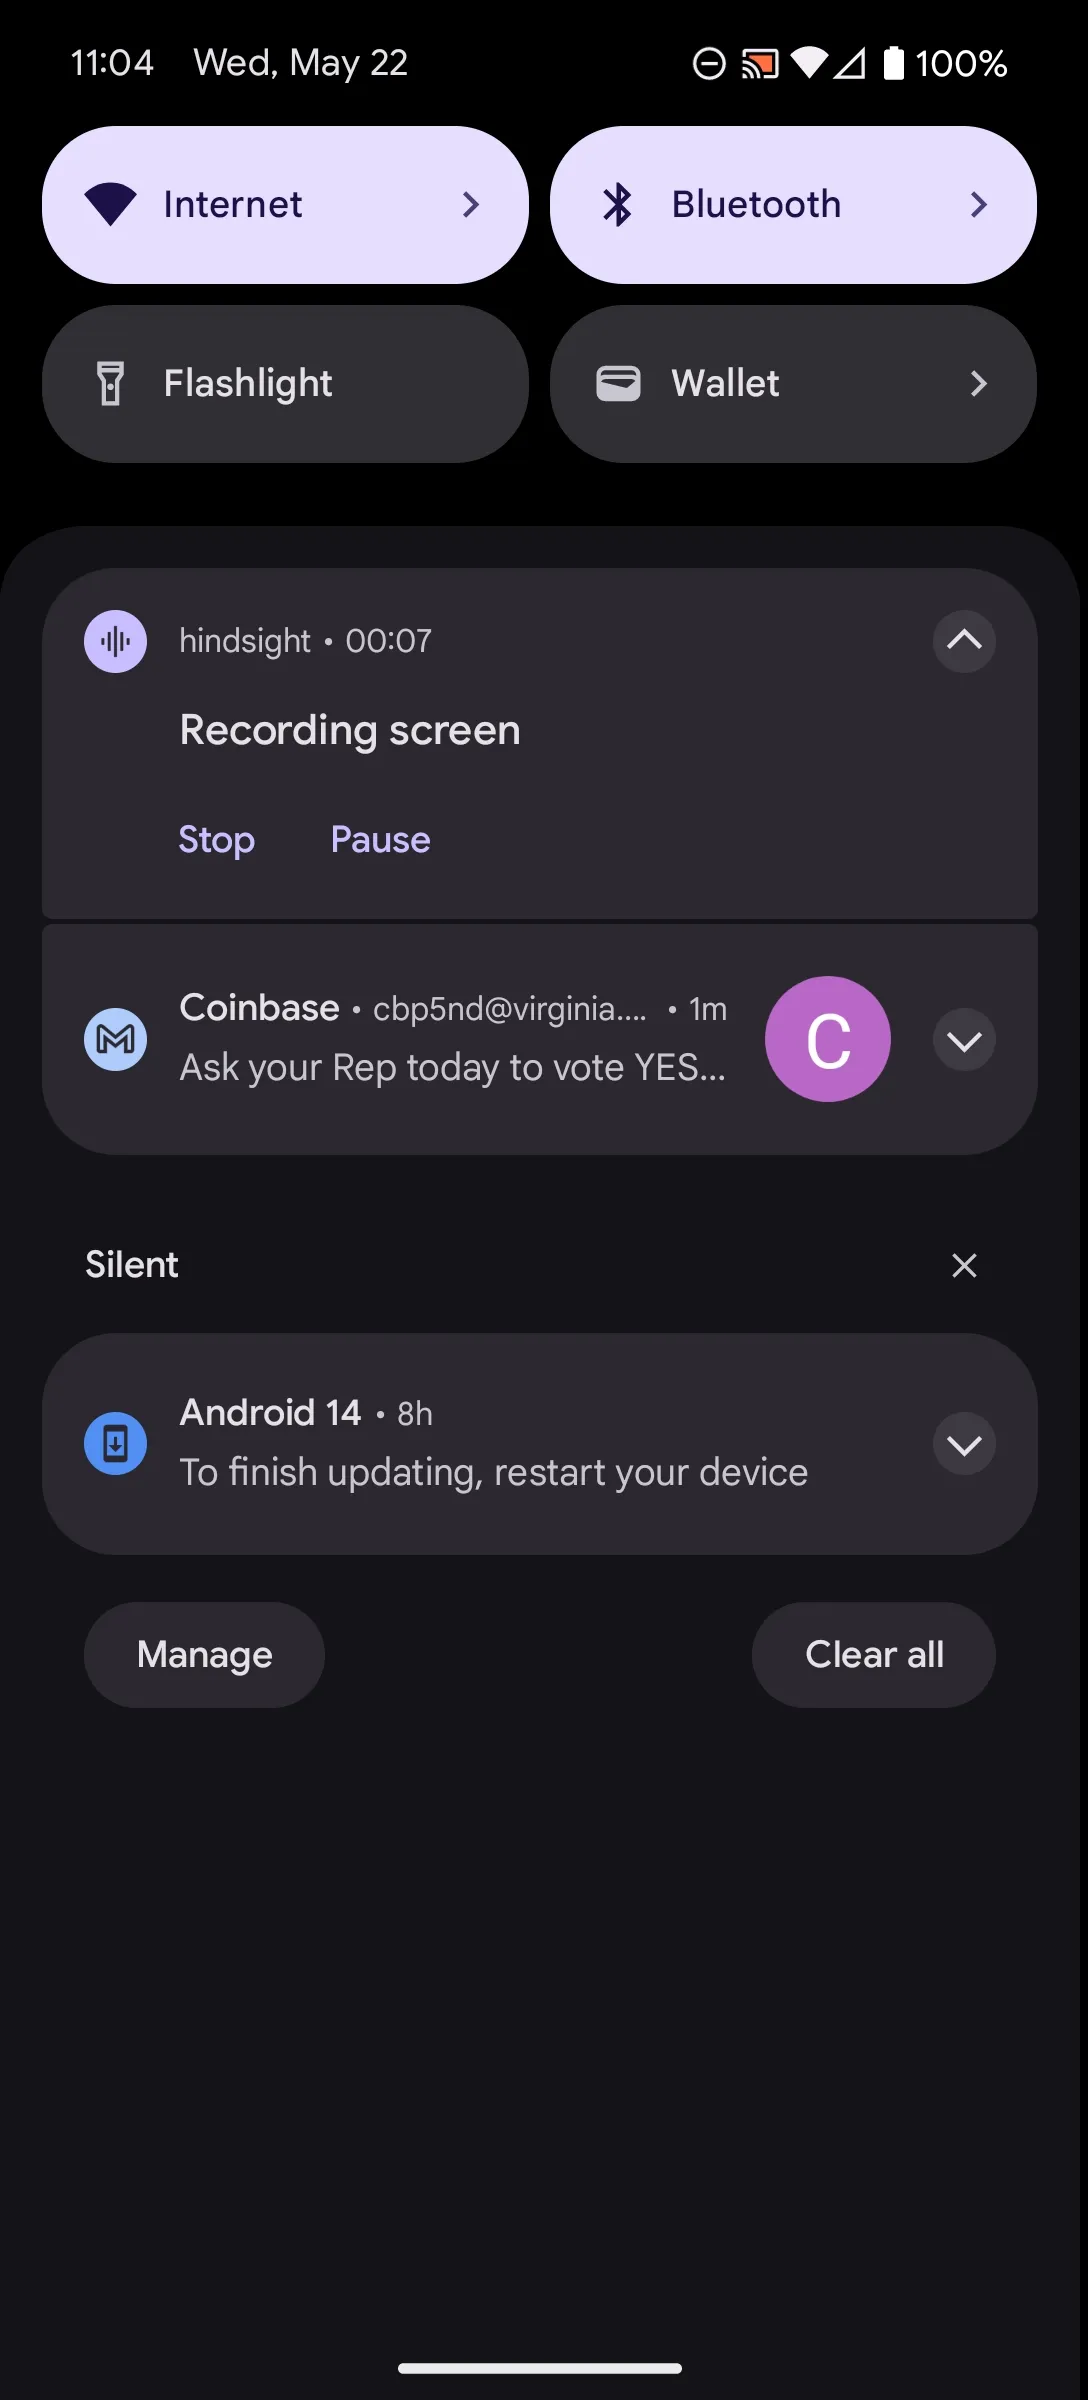 11:04 Wed, May 22 100%
Internet
Bluetooth
Flashlight
Wallet
hindsight • 00:07
Recording screen
Stop Pause
Coinbase • cbp5nd@virginia.... • 1m
Ask your Rep today to vote YES...
C
Silent
Android 14 • 8h
To finish updating, restart your device
Manage
Clear all